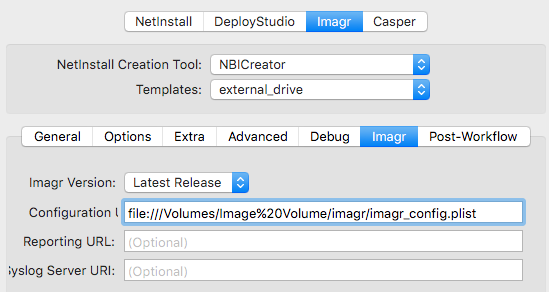 NetInstall DeployStudio Imagr Casper
NetInstall Creation Tool: NBICreator
Templates: external_drive
General Options Extra Advanced Debug Imagr Post-Workflow
Imagr Version: Latest Release
Configuration U file:///Volumes/Image%20Volume/imagr/imagr_config.plist
Reporting URL: (Optional)
Syslog Server URI: (Optional)